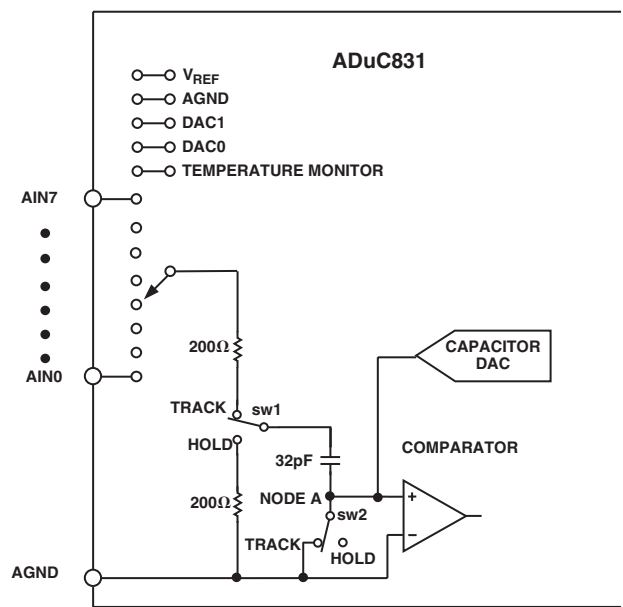 ADuC831
VREF
AGND
DAC1
DAC0
TEMPERATURE MONITOR
AIN7
AIN0
200Ω
CAPACITOR
DAC
TRACK
sw1
HOLD
COMPARATOR
32pF
200Ω
NODE A
+
sw2
−
TRACK
HOLD
AGND